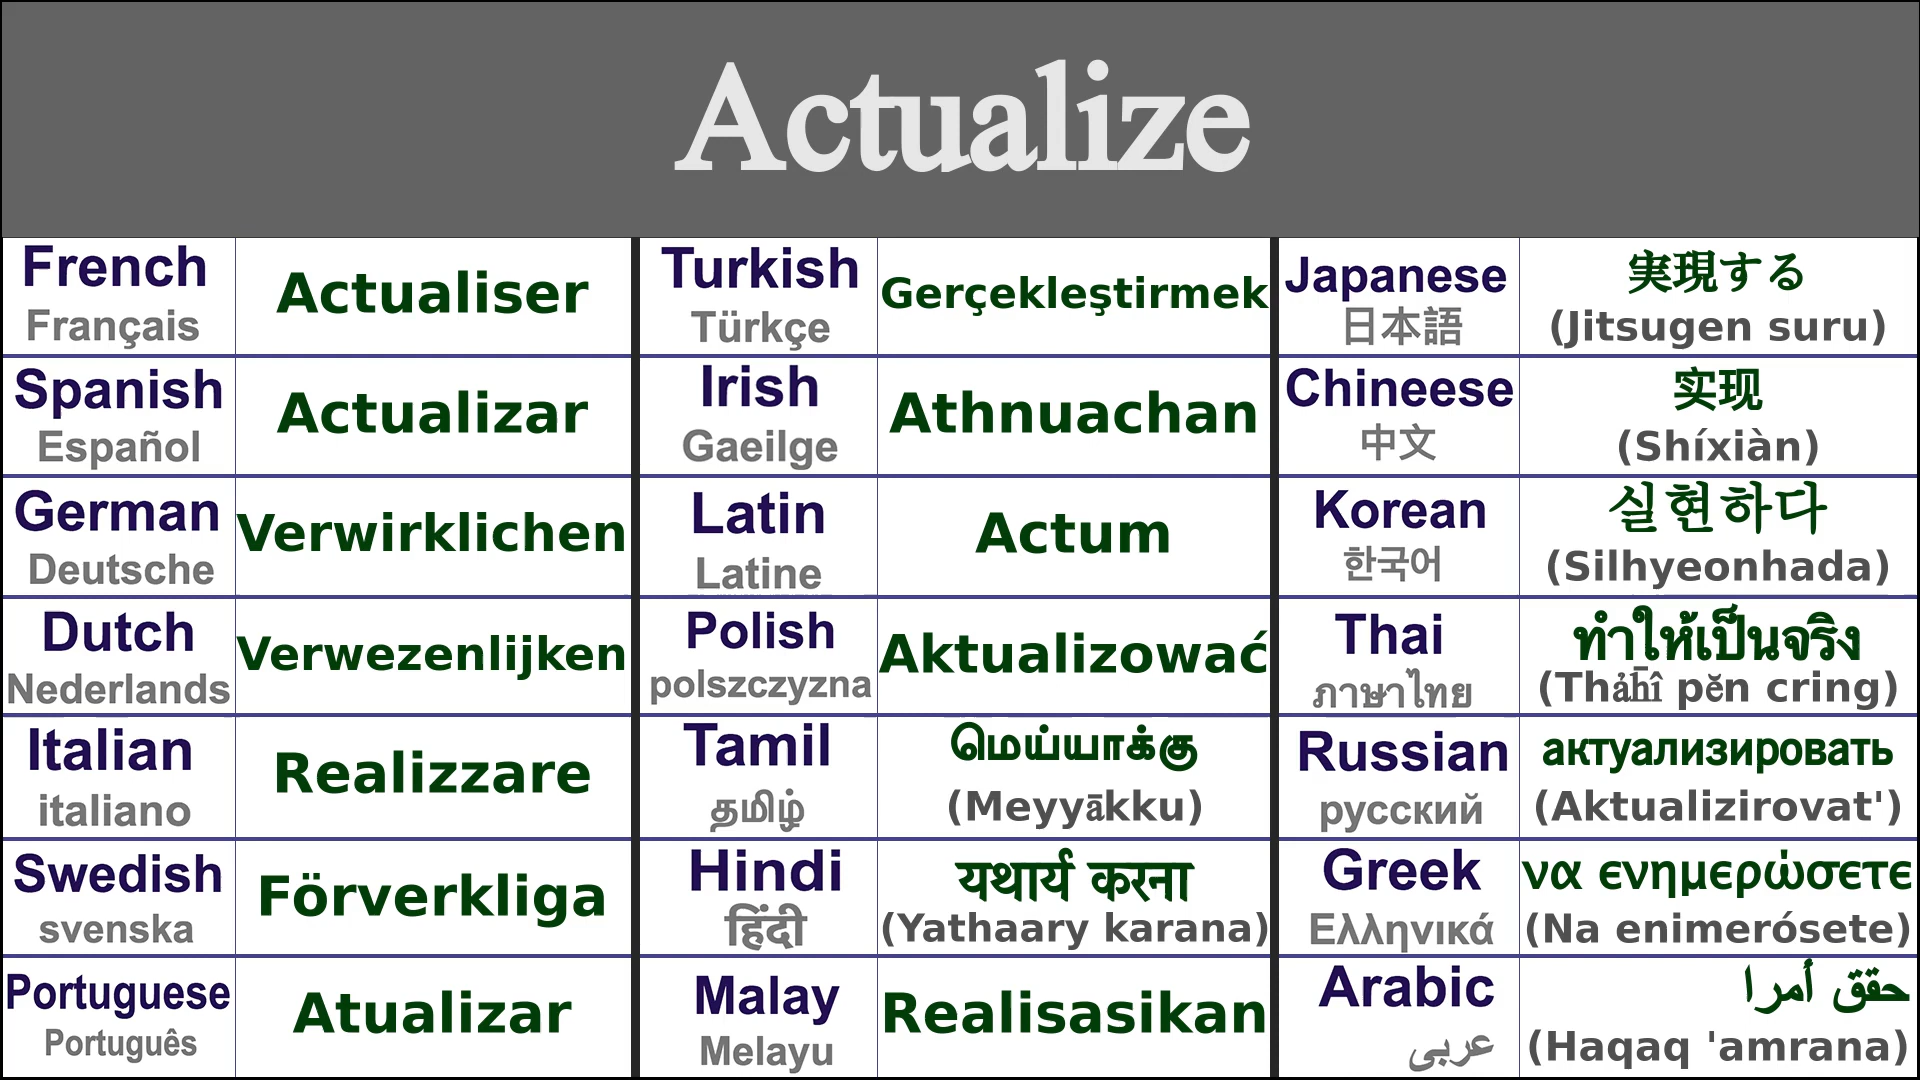 Actualize
French
Français
Actualiser
Turkish
Türkçe
Gerçekleştirmek
Japanese
日本語
実現する
(Jitsugen suru)
Spanish
Español
Actualizar
Irish
Gaeilge
Athnuachan
Chineese
中文
实现
(Shíxiàn)
German
Deutsche
Verwirklichen
Latin
Latine
Actum
Korean
한국어
실현하다
(Silhyeonhada)
Dutch
Nederlands
Verwezenlijken
Polish
polszczyzna
Aktualizować
Thai
ภาษาไทย
ทำให้เป็นจริง
(Thảh̄î pĕn cring)
Italian
italiano
Realizzare
Tamil
தமிழ்
மெய்யாக்கு
(Meyyākku)
Russian
русский
актуализировать
(Aktualizirovat')
Swedish
svenska
Förverkliga
Hindi
हिंदी
यथार्य करना
(Yathaary karana)
Greek
Ελληνικά
να ενημερώσετε
(Na enimerósete)
Portuguese
Português
Atualizar
Malay
Melayu
Realisasikan
Arabic
عربى
حقق أمرا
(Haqaq 'amrana)